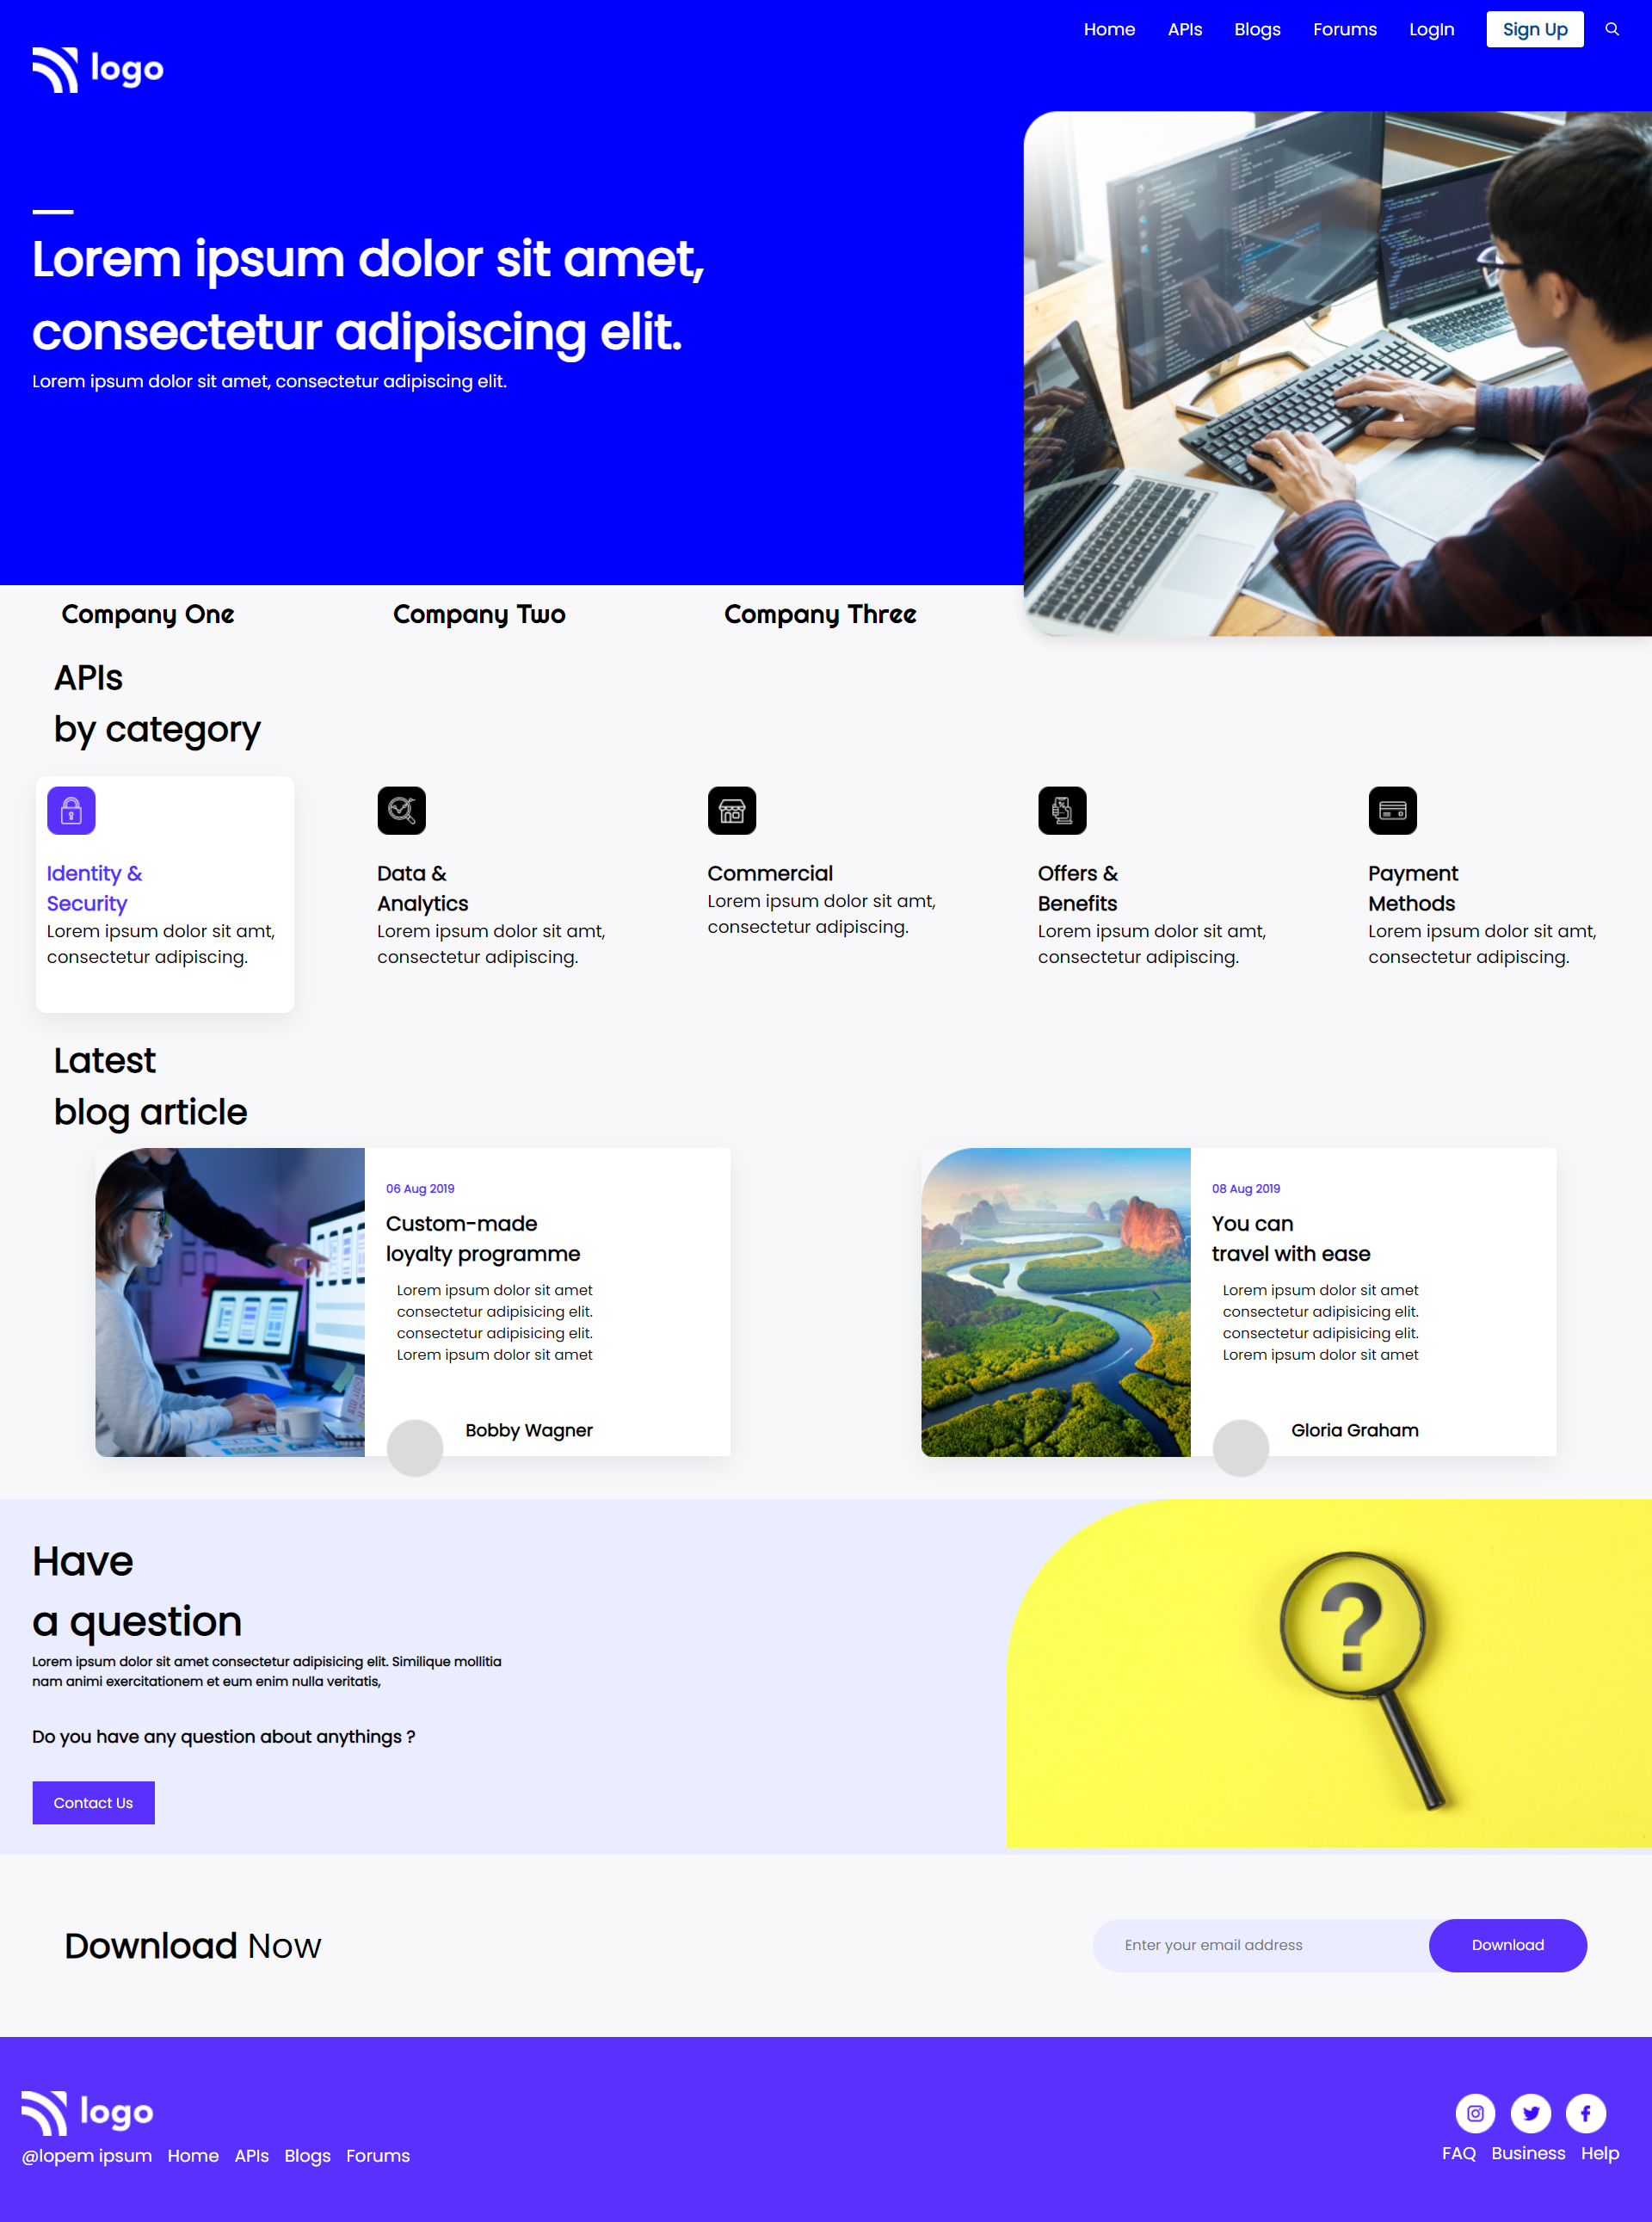 Home APIs Blogs Forums LogIn Sign Up
logo
Lorem ipsum dolor sit amet,
consectetur adipiscing elit.
Lorem ipsum dolor sit amet, consectetur adipiscing elit.
Company One Company Two Company Three
APIs
by category
Identity &
Security
Lorem ipsum dolor sit amt,
consectetur adipiscing.
Data &
Analytics
Lorem ipsum dolor sit amt,
consectetur adipiscing.
Commercial
Lorem ipsum dolor sit amt,
consectetur adipiscing.
Offers &
Benefits
Lorem ipsum dolor sit amt,
consectetur adipiscing.
Payment
Methods
Lorem ipsum dolor sit amt,
consectetur adipiscing.
Latest
blog article
06 Aug 2019
Custom-made
loyalty programme
Lorem ipsum dolor sit amet
consectetur adipisicing elit.
consectetur adipisicing elit.
Lorem ipsum dolor sit amet
Bobby Wagner
08 Aug 2019
You can
travel with ease
Lorem ipsum dolor sit amet
consectetur adipisicing elit.
consectetur adipisicing elit.
Lorem ipsum dolor sit amet
Gloria Graham
Have
a question
Lorem ipsum dolor sit amet consectetur adipisicing elit. Similique mollitia
nam animi exercitationem et eum enim nulla veritatis,
Do you have any question about anythings ?
Contact Us
?
Download Now
Enter your email address
Download
logo
@lopem ipsum Home APIs Blogs Forums
FAQ Business Help